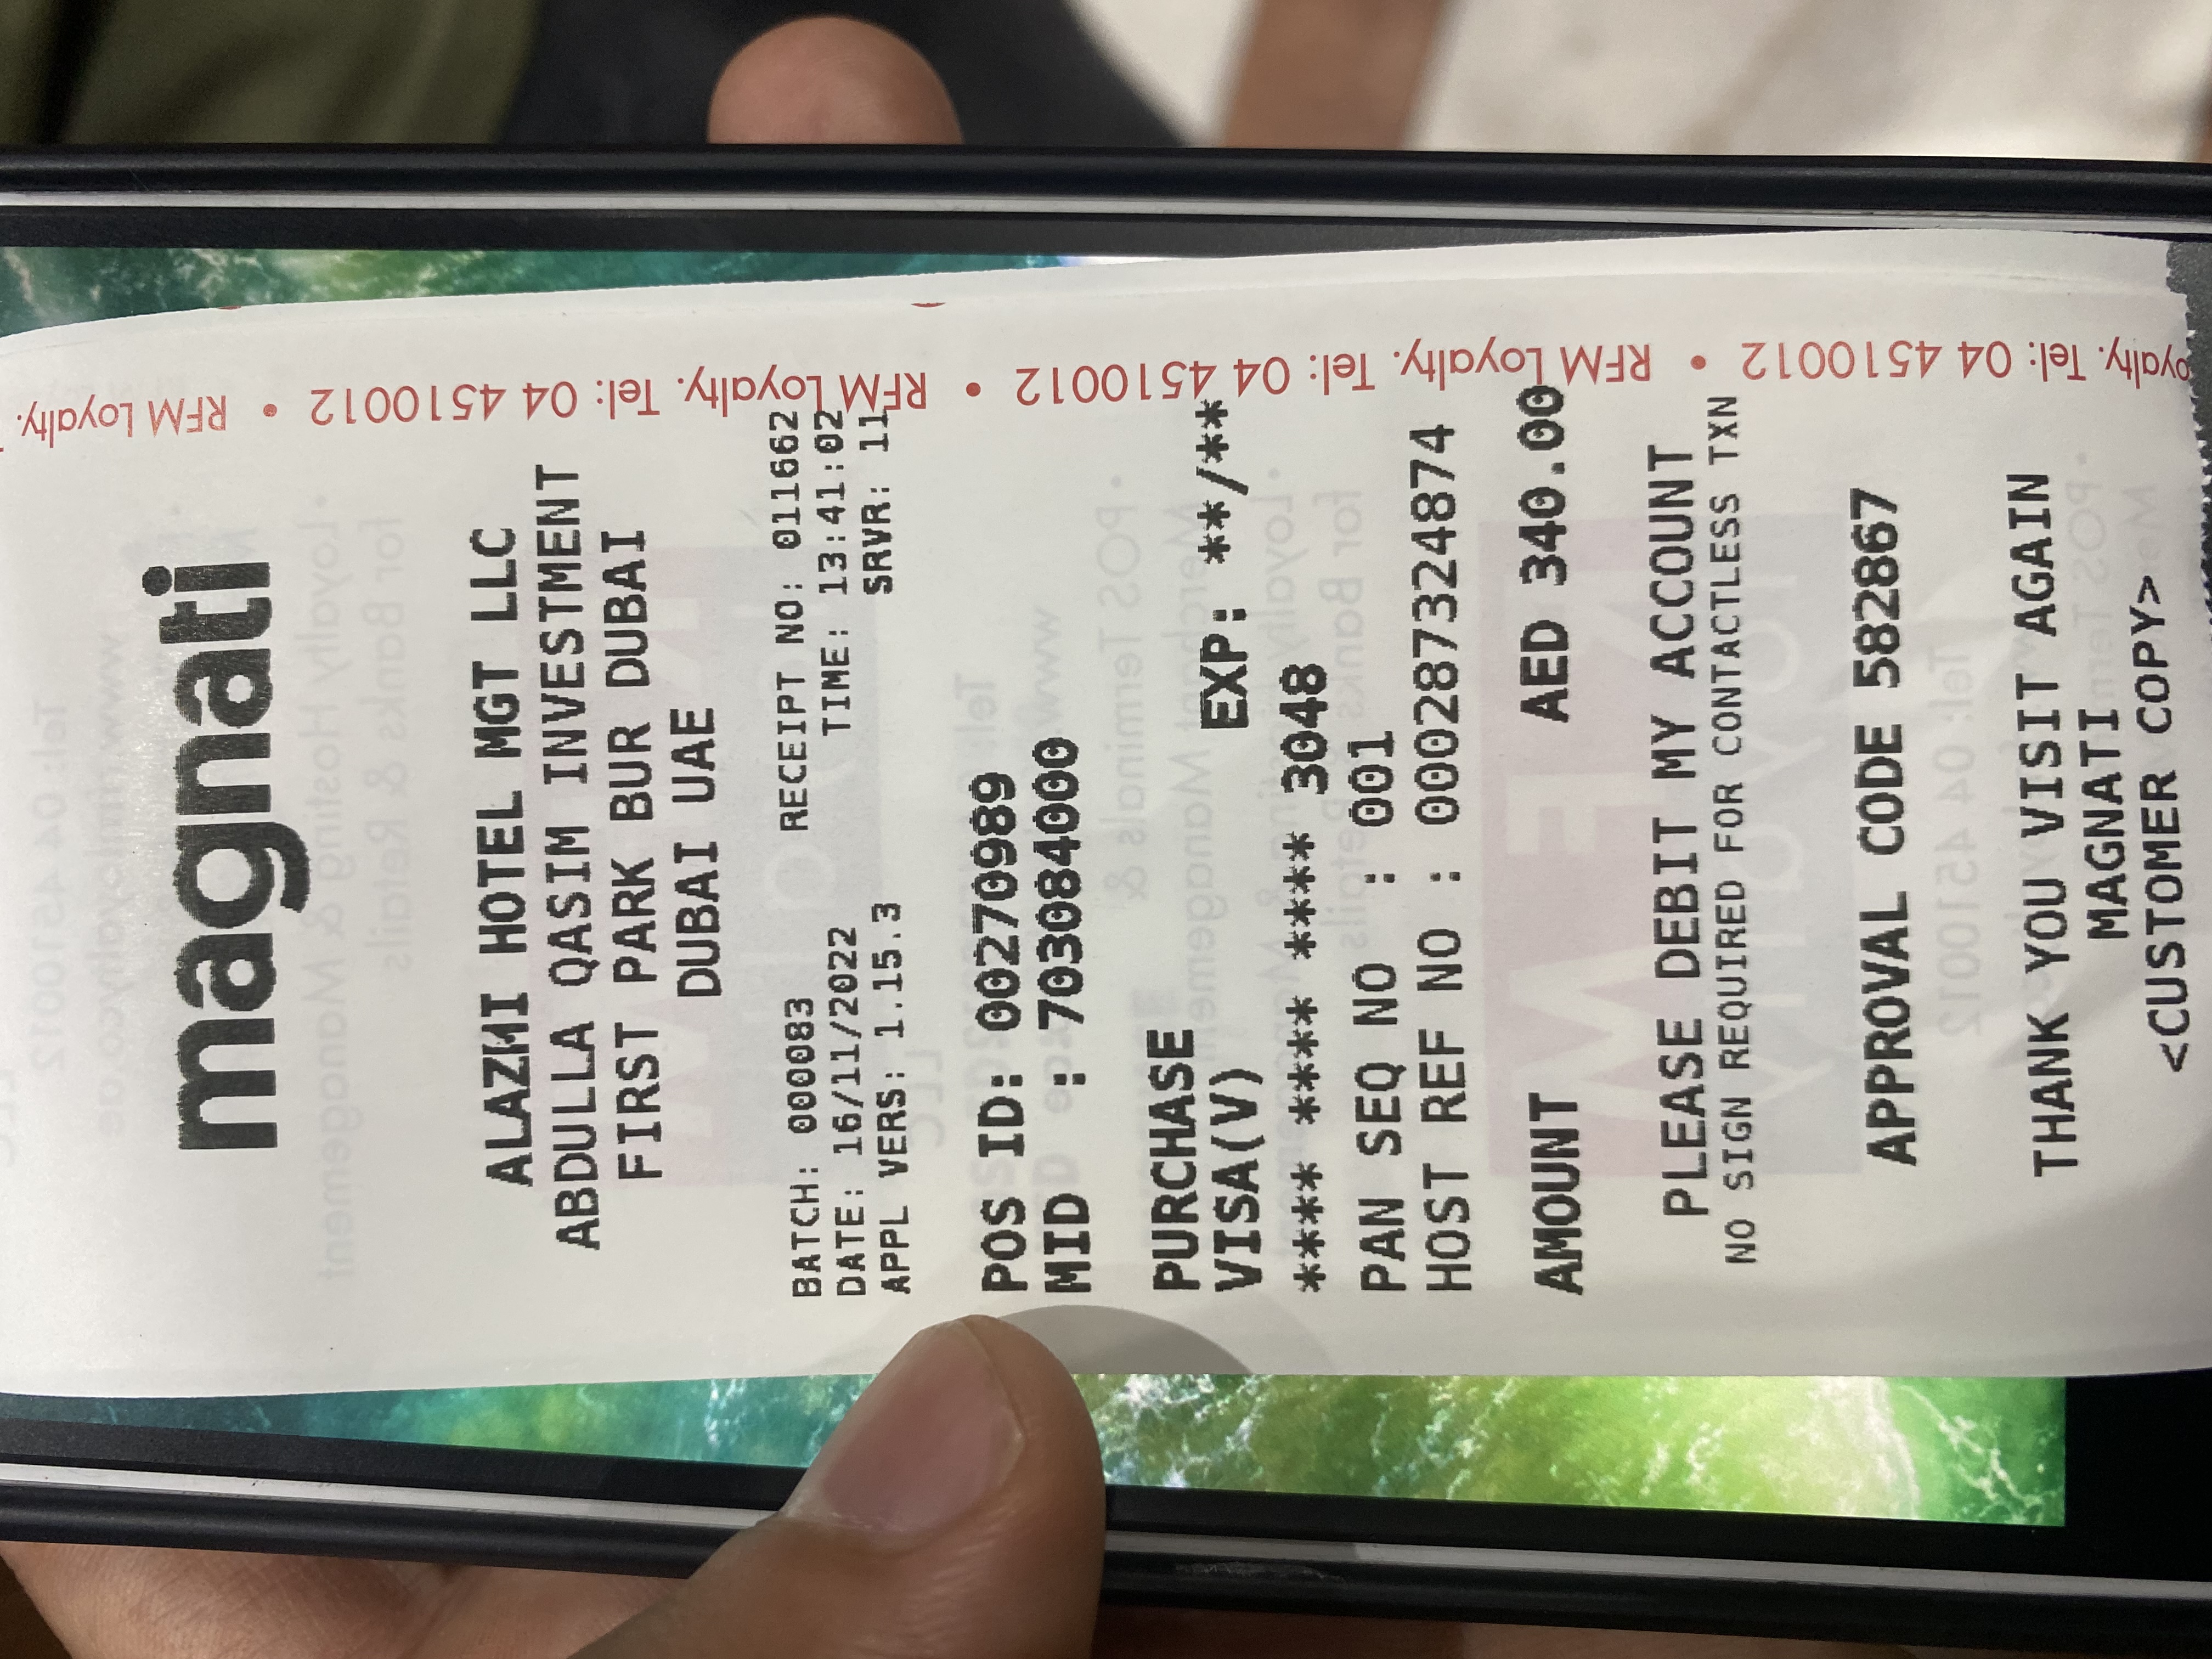 magnati
ALAZMI HOTEL MGT LLC
ABDULLA QASIM INVESTMENT
FIRST PARK BUR DUBAI
DUBAI UAE
BATCH: 000083 RECEIPT NO: 011662
DATE: 16/11/2022 TIME: 13:41:02
APPL VERS: 1.15.3 SRVR: 11
POS ID: 00270989
MID : 703084000
PURCHASE
VISA(V) EXP: **/**
**** **** **** 3048
PAN SEQ NO : 001
HOST REF NO : 000287324874
AMOUNT AED 340.00
PLEASE DEBIT MY ACCOUNT
NO SIGN REQUIRED FOR CONTACTLESS TXN
APPROVAL CODE 582867
THANK YOU VISIT AGAIN
MAGNATI
<CUSTOMER COPY>
RFM Loyalty. Tel: 04 4510012 • RFM Loyalty. Tel: 04 4510012 • RFM Loyalty. Tel: 04 4510012 • RFM Loyalty.